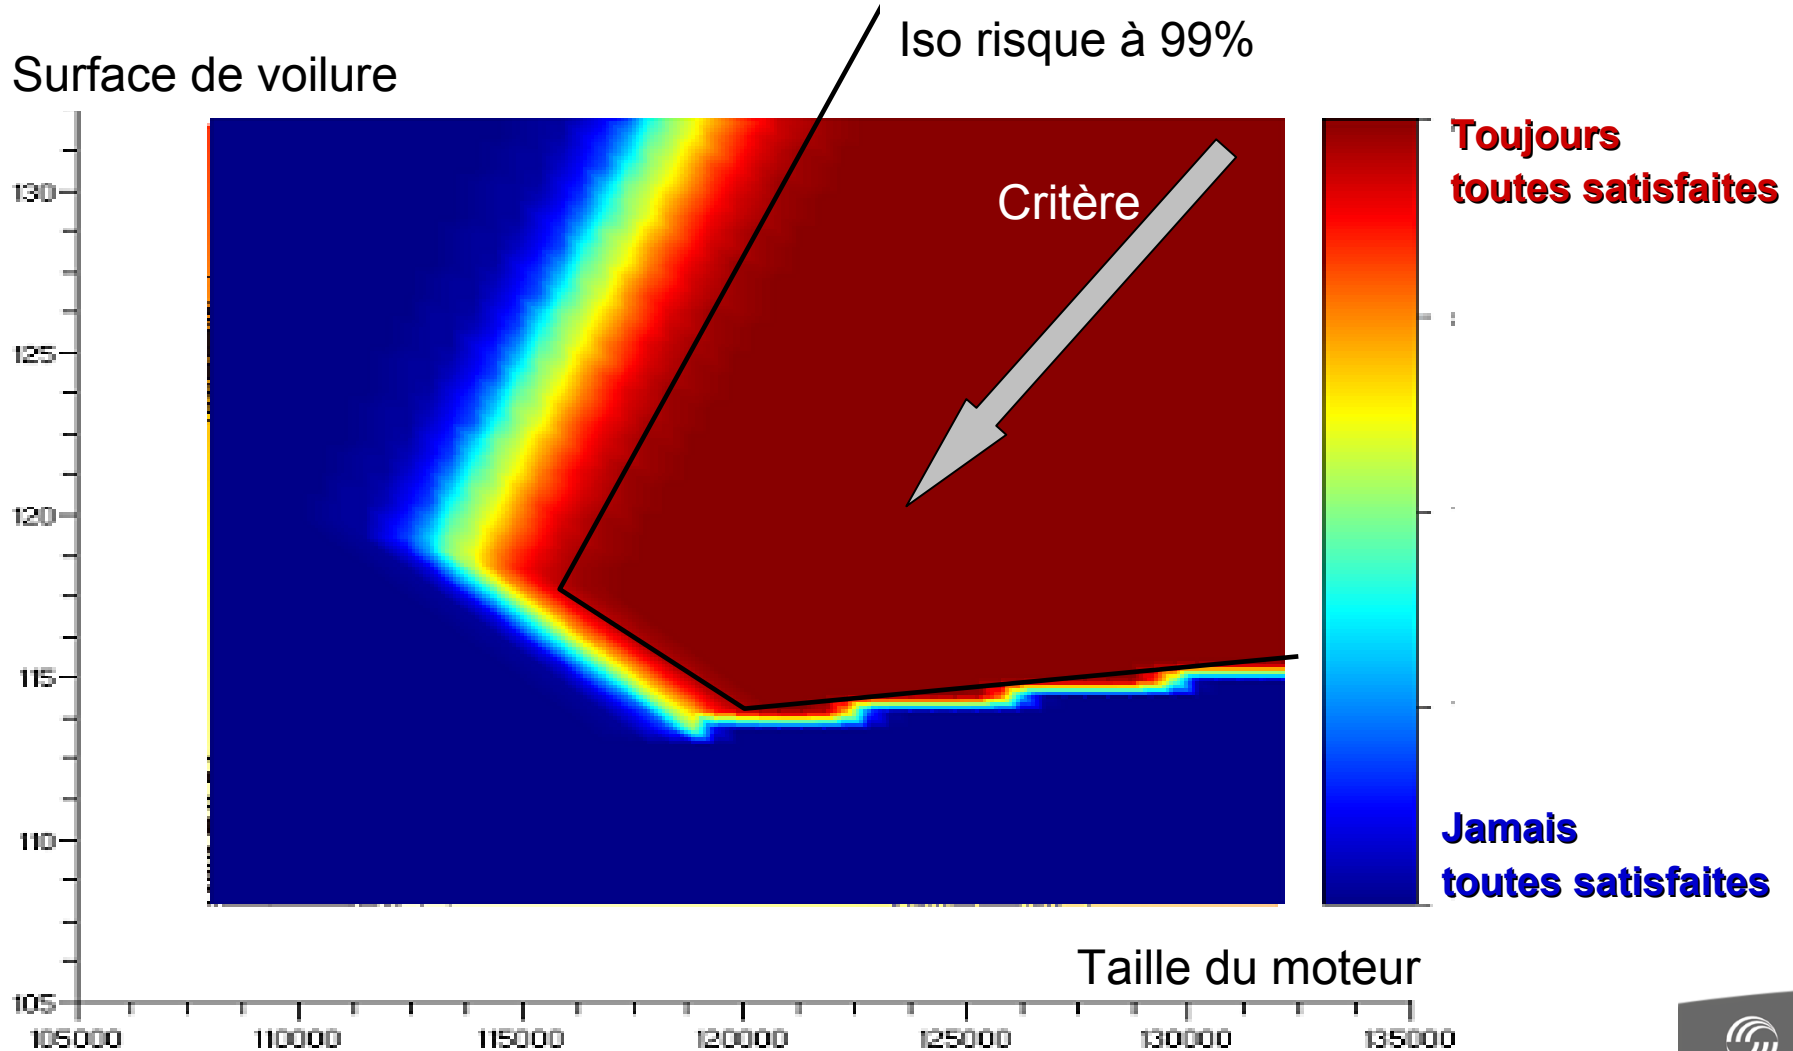 Iso risque à 99%
Surface de voilure
Toujours
toutes satisfaites
Critère
130
125
120
115
110
105
Jamais
toutes satisfaites
Taille du moteur
105000 110000 115000 120000 125000 130000 135000